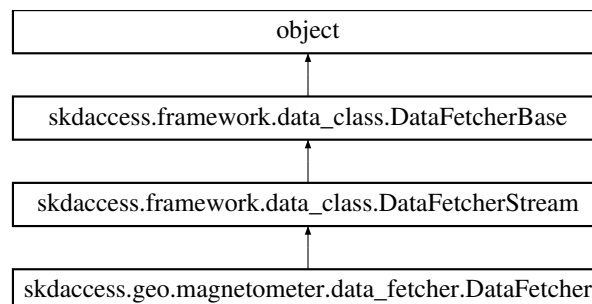 object
skdaccess.framework.data_class.DataFetcherBase
skdaccess.framework.data_class.DataFetcherStream
skdaccess.geo.magnetometer.data_fetcher.DataFetcher